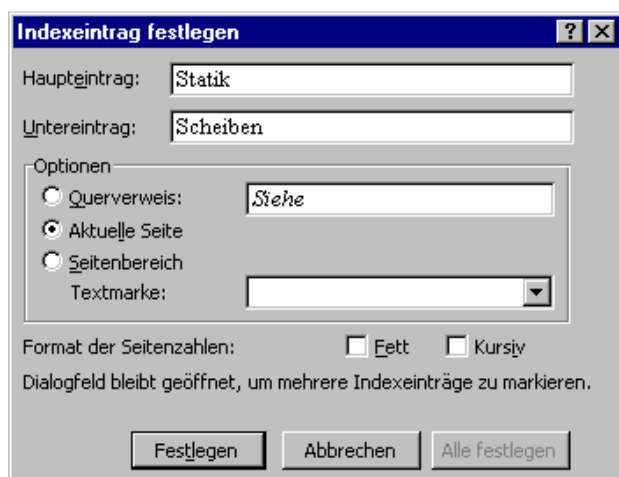 Indexeintrag festlegen
Haupteintrag: Statik
Untereintrag: Scheiben
Optionen
Querverweis: Siehe
Aktuelle Seite
Seitenbereich
Textmarke:
Format der Seitenzahlen: Fett Kursiv
Dialogfeld bleibt geöffnet, um mehrere Indexeinträge zu markieren.
Festlegen Abbrechen Alle festlegen